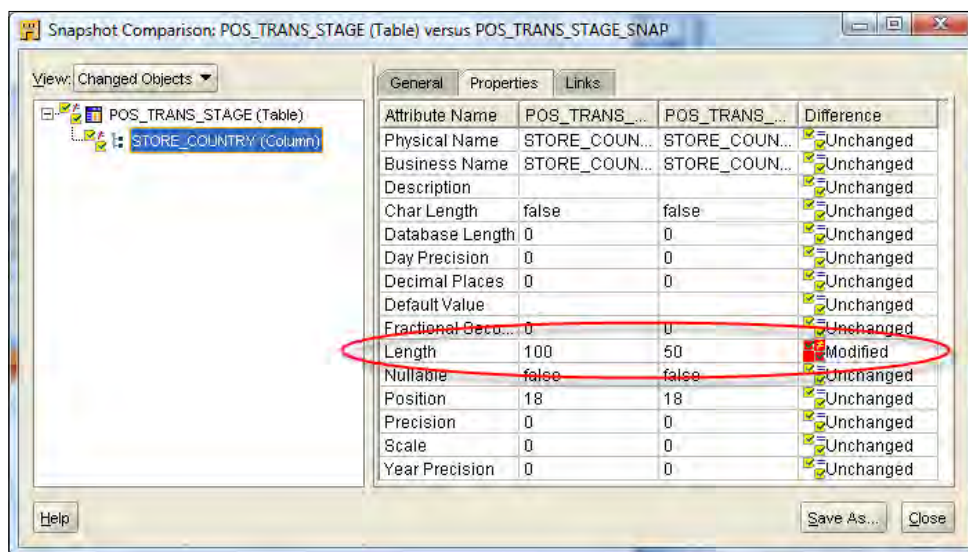 Snapshot Comparison: POS_TRANS_STAGE (Table) versus POS_TRANS_STAGE_SNAP
View: Changed Objects
POS_TRANS_STAGE (Table)
STORE_COUNTRY (Column)
General Properties Links
Attribute Name POS_TRANS_... POS_TRANS_... Difference
Physical Name STORE_COUN... STORE_COUN... Unchanged
Business Name STORE_COUN... STORE_COUN... Unchanged
Description Unchanged
Char Length false false Unchanged
Database Length 0 0 Unchanged
Day Precision 0 0 Unchanged
Decimal Places 0 0 Unchanged
Default Value Unchanged
Fractional Seco... 0 0 Unchanged
Length 100 50 Modified
Nullable false false Unchanged
Position 18 18 Unchanged
Precision 0 0 Unchanged
Scale 0 0 Unchanged
Year Precision 0 0 Unchanged
Help Save As... Close